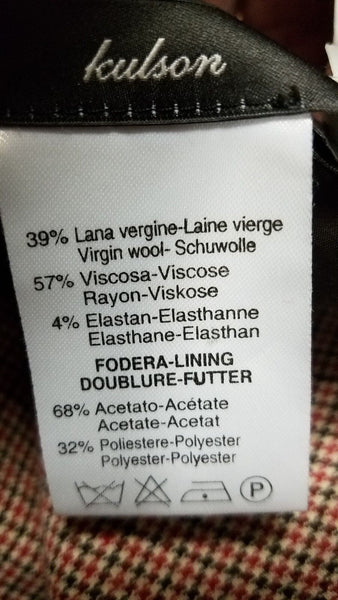 kulson
39% Lana vergine-Laine vierge
Virgin wool- Schuwolle
57% Viscosa-Viscose
Rayon-Viskose
4% Elastan-Elasthanne
Elasthane-Elasthan
FODERA-LINING
DOUBLURE-FUTTER
68% Acetato-Acétate
Acetate-Acetat
32% Poliestere-Polyester
Polyester-Polyester
P